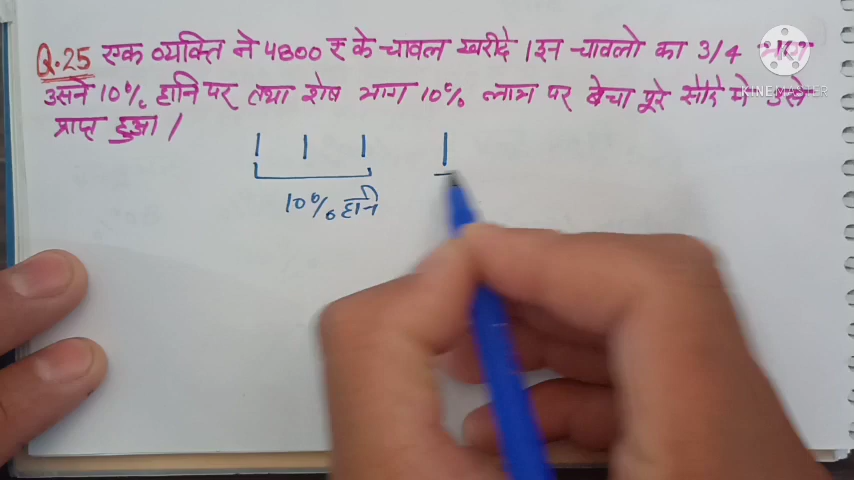 Q.25 एक व्यक्ति ने 4800 रु के चावल खरीदे । इन चावलो का 3/4 भाग
उसने 10% हानि पर तथा शेष भाग 10% लाभ पर बेचा पूरे सौदे मे उसे
प्राप्त हुआ ।
| | | |
10% हानि
KINEMASTER